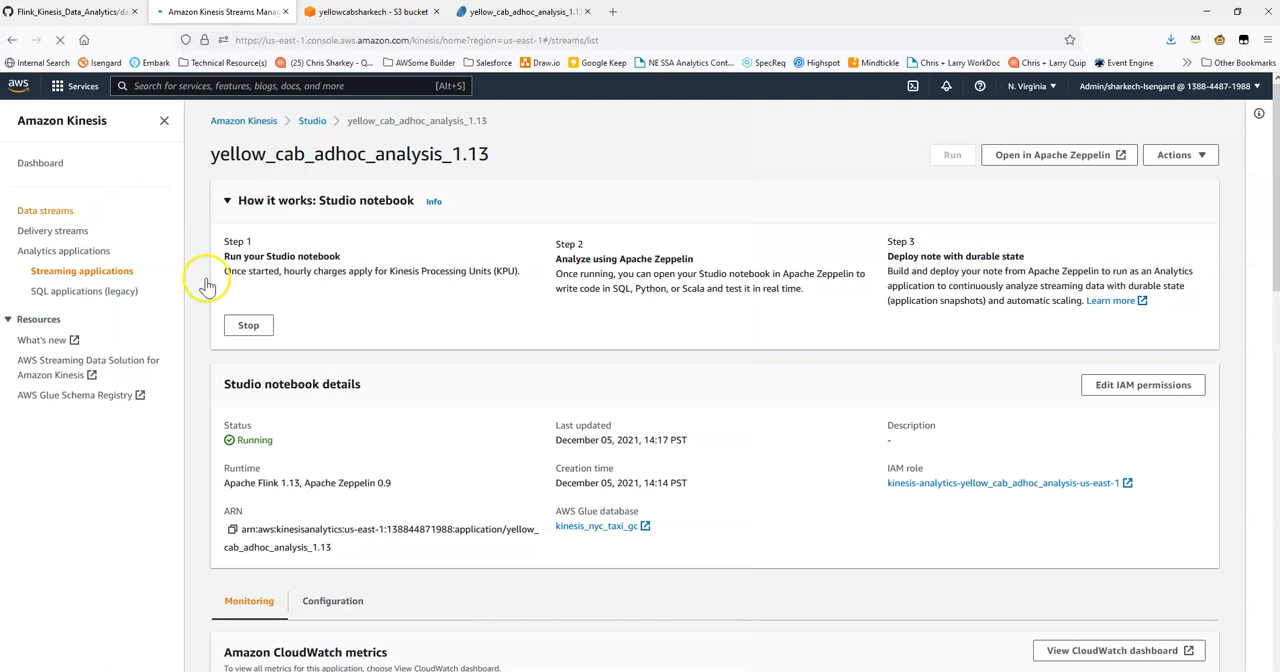 Flink_Kinesis_Data_Analytics/da
Amazon Kinesis Streams Mana
yellowcabsharkech - S3 bucket
yellow_cab_adhoc_analysis_1.13
https://us-east-1.console.aws.amazon.com/kinesis/home?region=us-east-1#/streams/list
Internal Search
Isengard
Embark
Technical Resource(s)
(25) Chris Sharkey - Q...
AWSome Builder
Salesforce
Draw.io
Google Keep
NE SSA Analytics Cont...
SpecReq
Highspot
Mindtickle
Chris + Larry WorkDoc
Chris + Larry Quip
Event Engine
Other Bookmarks
aws
Services
Search for services, features, blogs, docs, and more
[Alt+S]
N. Virginia
Admin/sharkech-Isengard @ 1388-4487-1988
Amazon Kinesis
Dashboard
Data streams
Delivery streams
Analytics applications
Streaming applications
SQL applications (legacy)
Resources
What's new
AWS Streaming Data Solution for
Amazon Kinesis
AWS Glue Schema Registry
Amazon Kinesis
Studio
yellow_cab_adhoc_analysis_1.13
yellow_cab_adhoc_analysis_1.13
Run
Open in Apache Zeppelin
Actions
How it works: Studio notebook
Info
Step 1
Run your Studio notebook
Once started, hourly charges apply for Kinesis Processing Units (KPU).
Stop
Step 2
Analyze using Apache Zeppelin
Once running, you can open your Studio notebook in Apache Zeppelin to
write code in SQL, Python, or Scala and test it in real time.
Step 3
Deploy note with durable state
Build and deploy your note from Apache Zeppelin to run as an Analytics
application to continuously analyze streaming data with durable state
(application snapshots) and automatic scaling. Learn more
Studio notebook details
Edit IAM permissions
Status
Running
Runtime
Apache Flink 1.13, Apache Zeppelin 0.9
ARN
arn:aws:kinesisanalytics:us-east-1:138844871988:application/yellow_
cab_adhoc_analysis_1.13
Last updated
December 05, 2021, 14:17 PST
Creation time
December 05, 2021, 14:14 PST
AWS Glue database
kinesis_nyc_taxi_gc
Description
-
IAM role
kinesis-analytics-yellow_cab_adhoc_analysis-us-east-1
Monitoring
Configuration
Amazon CloudWatch metrics
To view all metrics for this application, choose View CloudWatch dashboard.
View CloudWatch dashboard